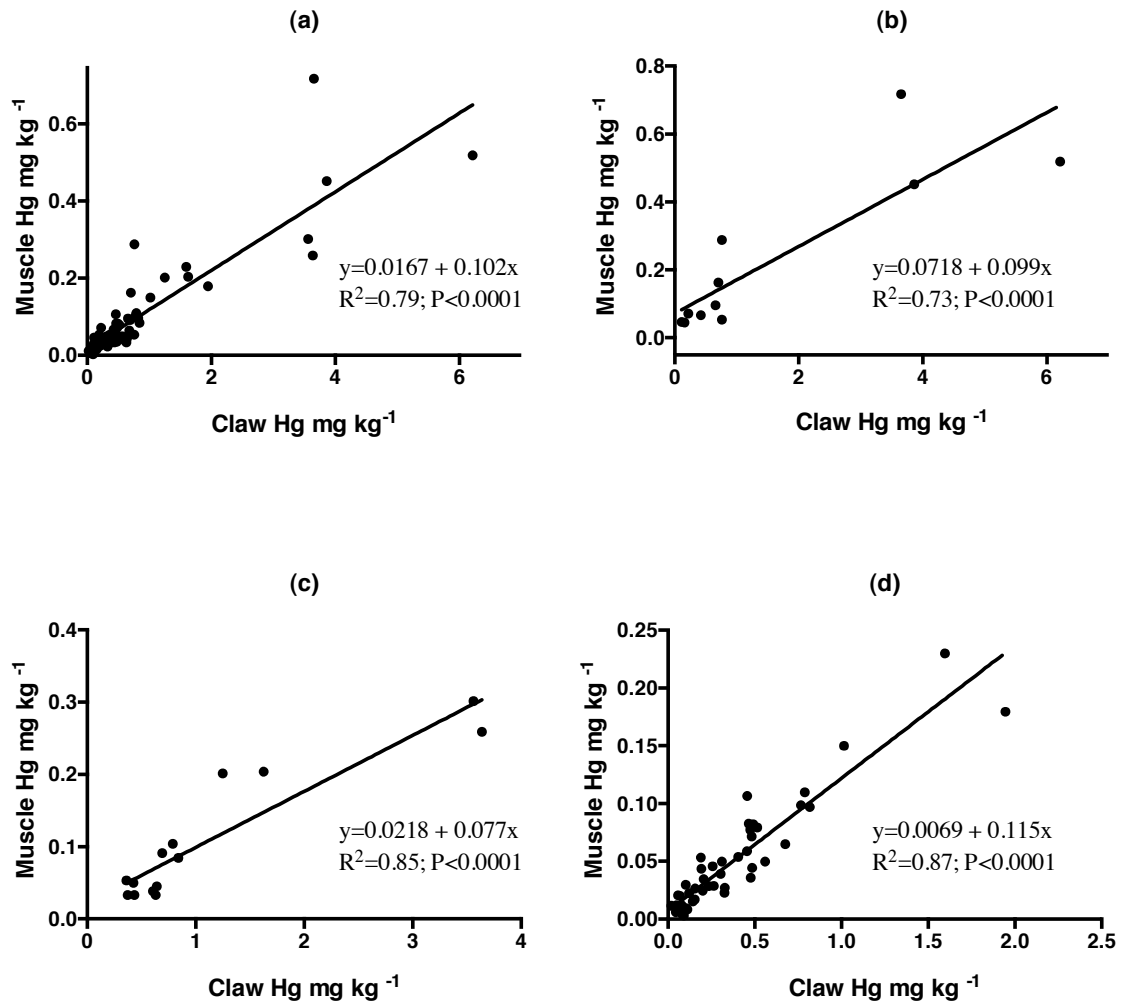 (a)
Muscle Hg mg kg -1
0.6
0.4
0.2
0.0
0
2
4
6
Claw Hg mg kg -1
y=0.0167 + 0.102x
R2=0.79; P<0.0001
(b)
Muscle Hg mg kg -1
0.8
0.6
0.4
0.2
0.0
0
2
4
6
Claw Hg mg kg -1
y=0.0718 + 0.099x
R2=0.73; P<0.0001
(c)
Muscle Hg mg kg -1
0.4
0.3
0.2
0.1
0.0
0
1
2
3
4
Claw Hg mg kg -1
y=0.0218 + 0.077x
R2=0.85; P<0.0001
(d)
Muscle Hg mg kg -1
0.25
0.20
0.15
0.10
0.05
0.00
0.0
0.5
1.0
1.5
2.0
2.5
Claw Hg mg kg -1
y=0.0069 + 0.115x
R2=0.87; P<0.0001